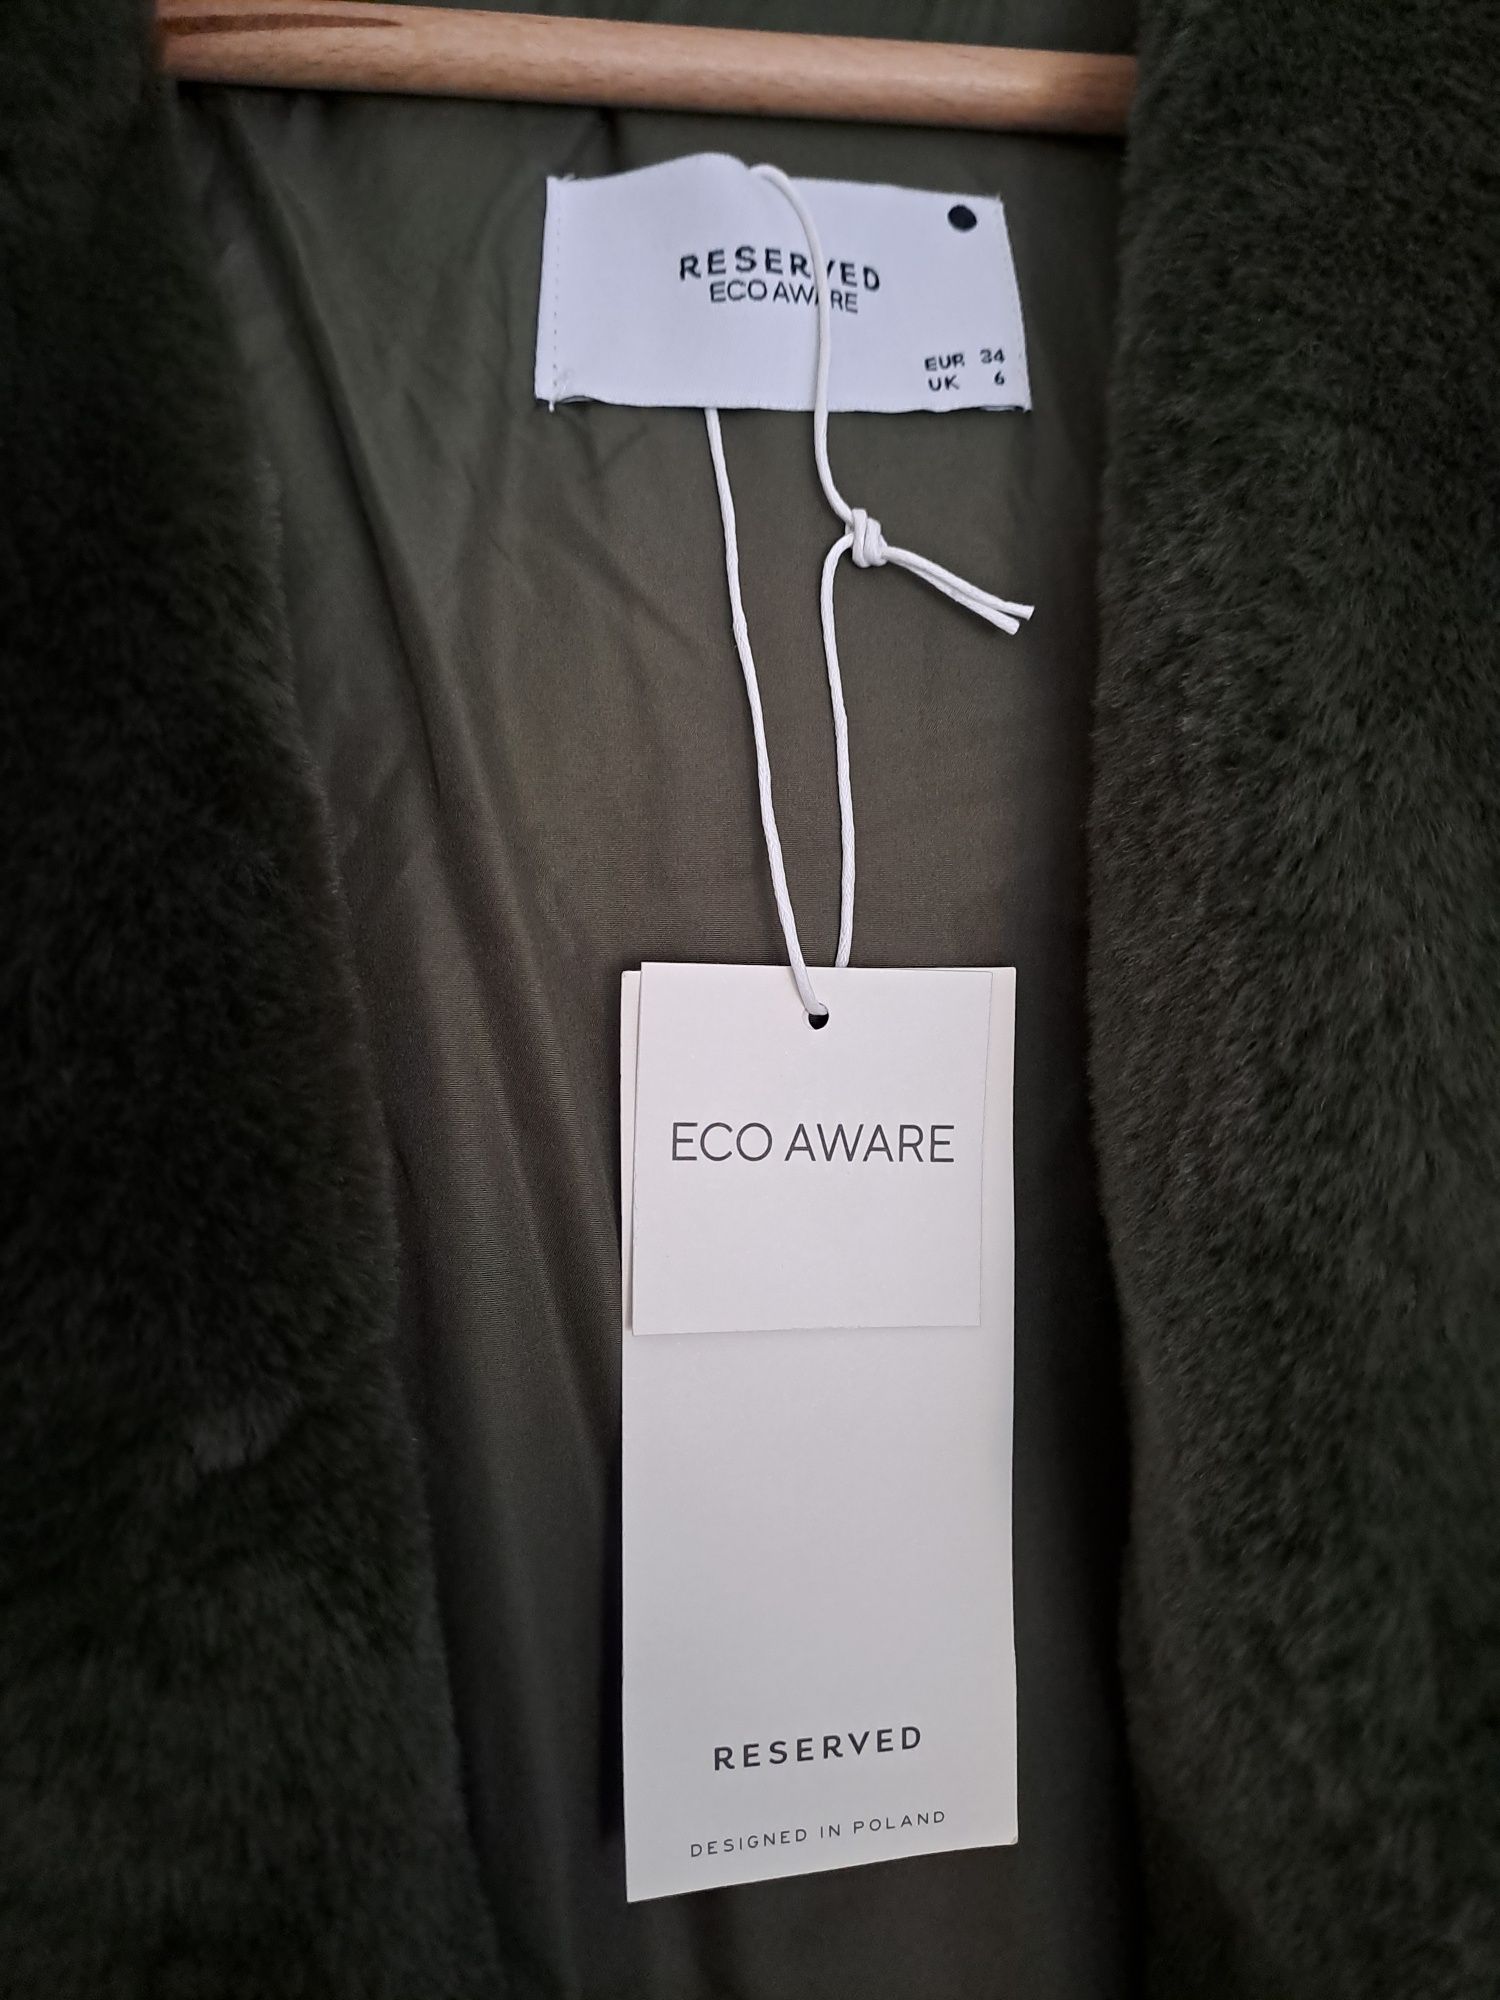 RESERVED
ECO AWARE
EUR 34
UK 6
ECO AWARE
RESERVED
DESIGNED IN POLAND